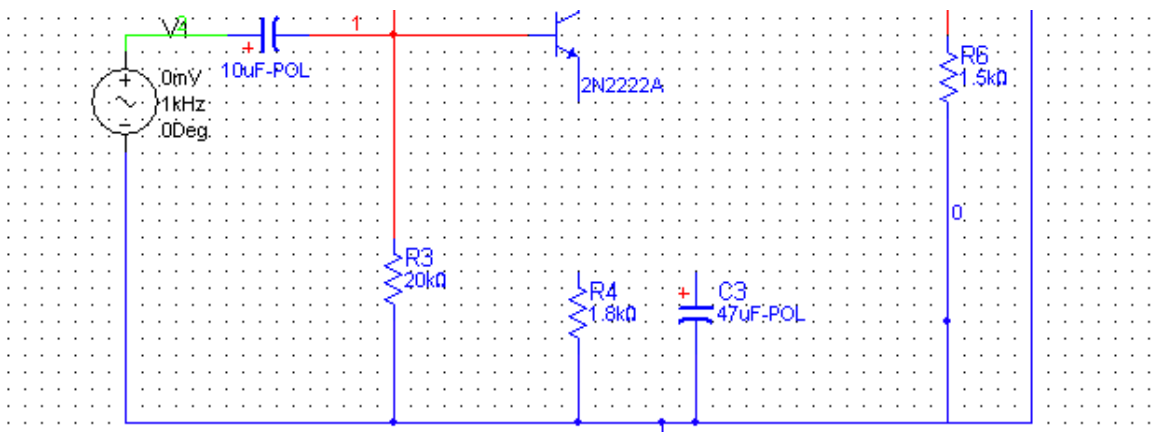 1
+
10uF-POL
0mV
1kHz
0Deg
2N2222A
R6
1.5kΩ
0
R3
20kΩ
R4
1.8kΩ
+
C3
47uF-POL